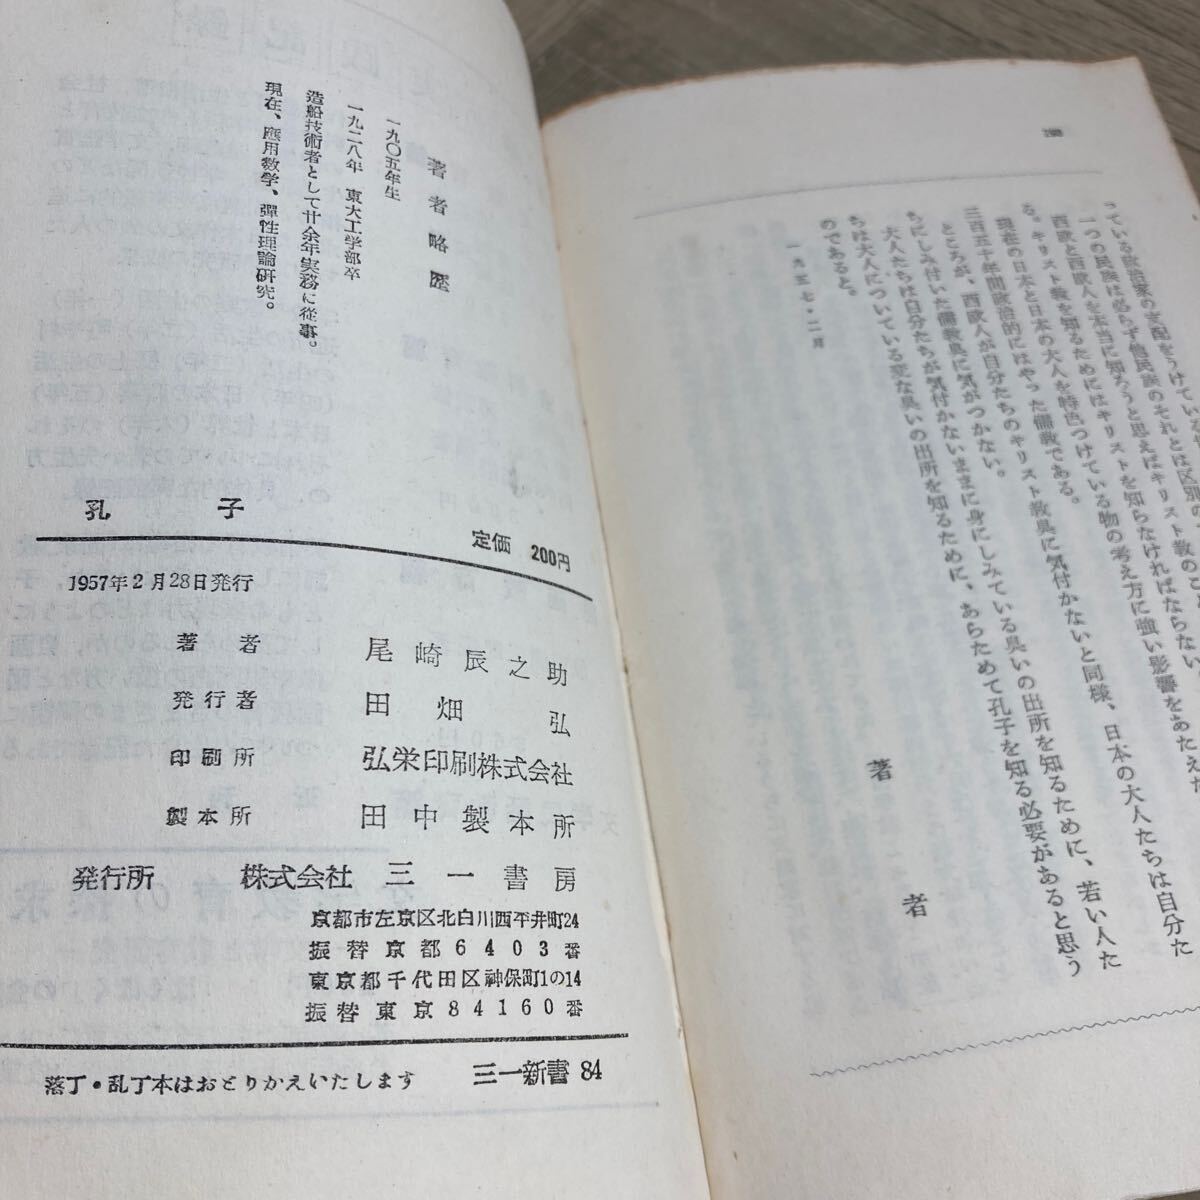 っている政治家の支配をうけている
一つの民族は必らず他民族のそれとは区別の
西欧と西欧人を本当に知ろうと思えばキリスト教のこと
る。キリスト教を知るためにはキリストを知らなければならない。
現在の日本と日本の大人を特色つけている物の考え方に強い影響をあたえた
三百五十年間政治的にはやった儒教である。
ところが、西欧人が自分たちのキリスト教臭に気付かないと同様、日本の大人たちは自分た
ちにしみ付いた儒教臭に気がつかない。
大人たちは自分たちが気付かないままに身にしみている臭いの出所を知るために、若い人た
ちは大人についている変な臭いの出所を知るために、あらためて孔子を知る必要があると思う
のであると。
一九五七・二月
著者
著者略歴
一九〇五年生
一九二八年 東大工学部卒
造船技術者として廿余年実務に従事。
現在、應用数学、彈性理論研究。
孔子
定価 200円
1957年2月28日発行
著者 尾崎辰之助
発行者 田畑弘
印刷所 弘栄印刷株式会社
製本所 田中製本所
発行所 株式会社 三一書房
京都市左京区北白川西平井町24
振替京都6403番
東京都千代田区神保町1の14
振替東京84160番
落丁・乱丁本はおとりかえいたします
三一新書 84